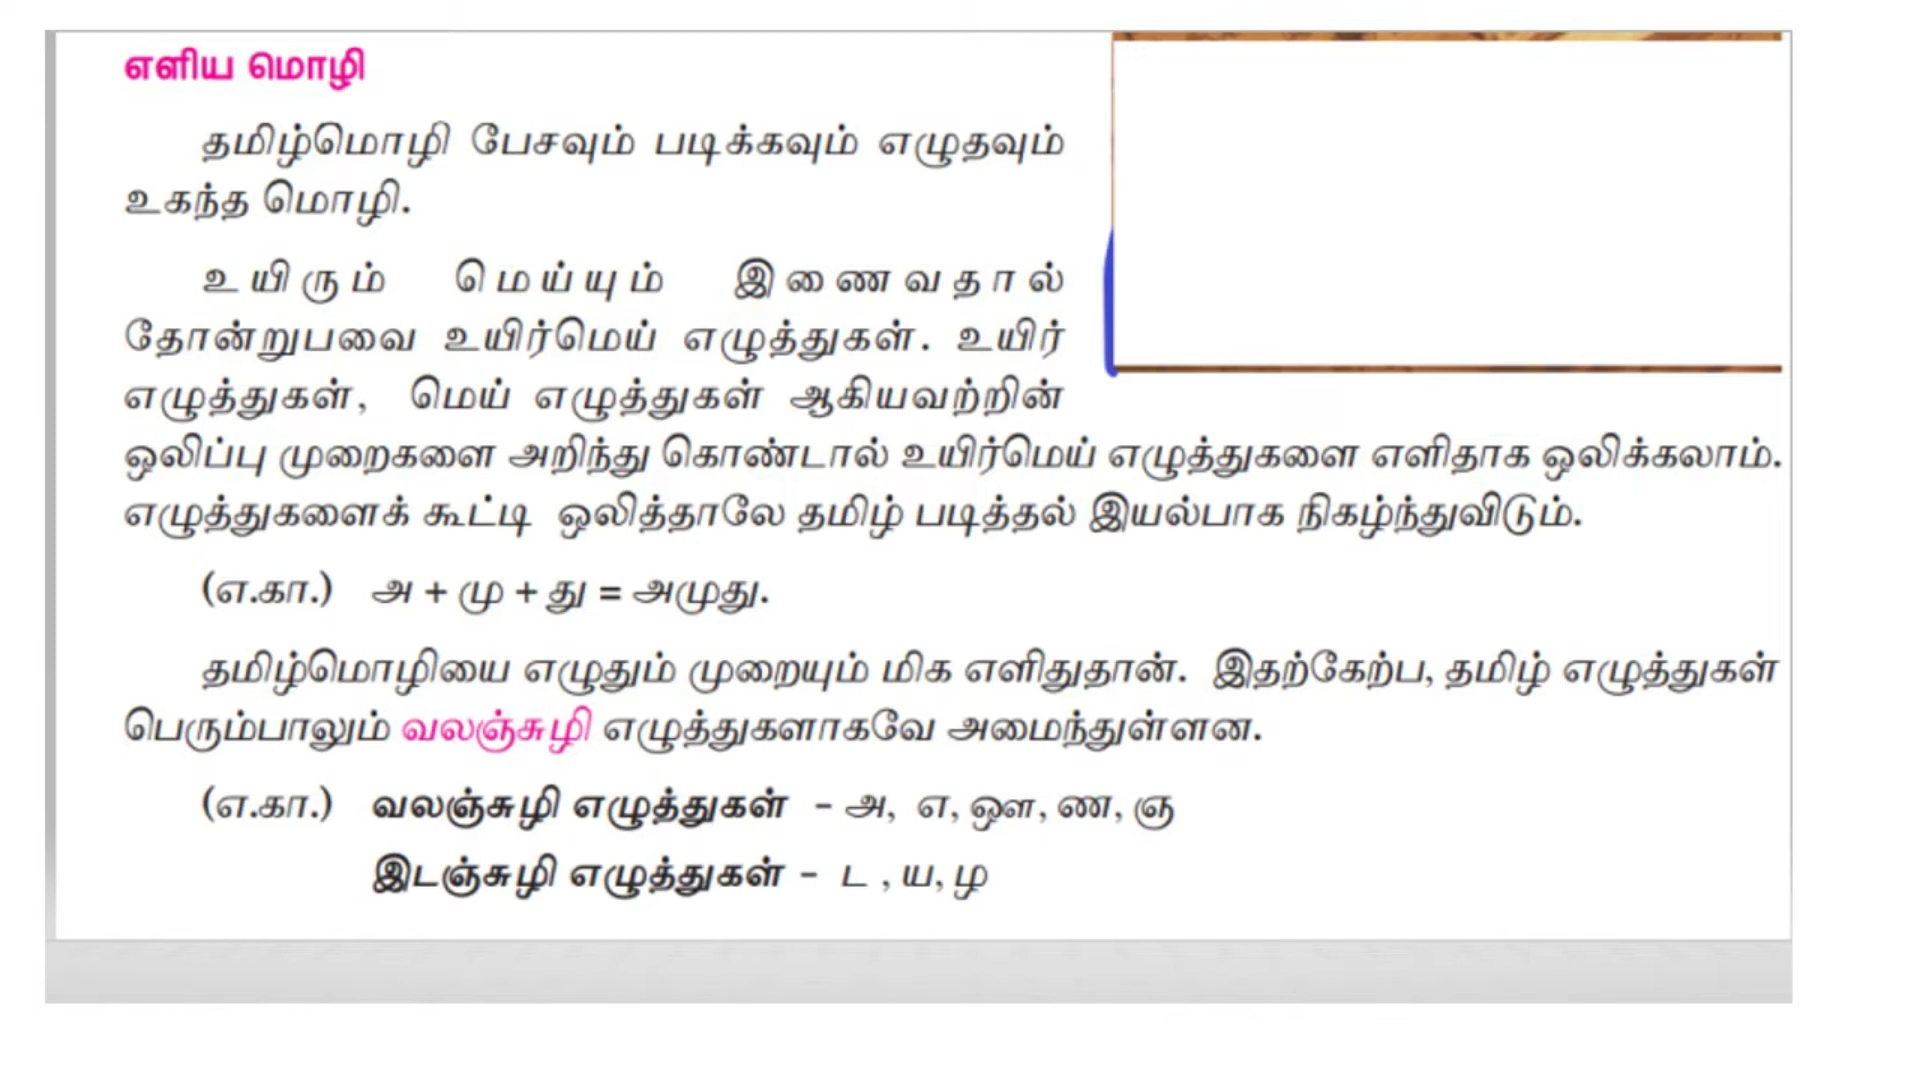 எளிய மொழி
தமிழ்மொழி பேசவும் படிக்கவும் எழுதவும்
உகந்த மொழி.
உயிரும் மெய்யும் இணைவதால்
தோன்றுபவை உயிர்மெய் எழுத்துகள். உயிர்
எழுத்துகள், மெய் எழுத்துகள் ஆகியவற்றின்
ஒலிப்பு முறைகளை அறிந்து கொண்டால் உயிர்மெய் எழுத்துகளை எளிதாக ஒலிக்கலாம்.
எழுத்துகளைக் கூட்டி ஒலித்தாலே தமிழ் படித்தல் இயல்பாக நிகழ்ந்துவிடும்.
(எ.கா.) அ + மு + து = அமுது.
தமிழ்மொழியை எழுதும் முறையும் மிக எளிதுதான். இதற்கேற்ப, தமிழ் எழுத்துகள்
பெரும்பாலும் வலஞ்சுழி எழுத்துகளாகவே அமைந்துள்ளன.
(எ.கா.) வலஞ்சுழி எழுத்துகள் – அ, எ, ஔ, ண, ஞ
இடஞ்சுழி எழுத்துகள் – ட , ய, ழ